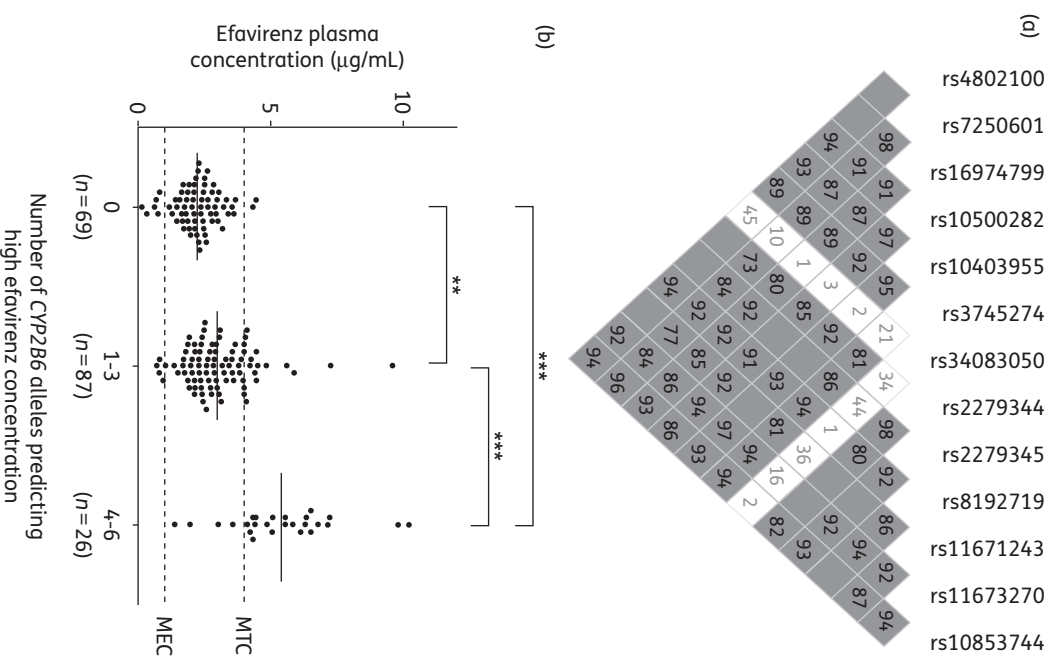 (a)
rs4802100
rs7250601
rs16974799
rs10500282
rs10403955
rs3745274
rs34083050
rs2279344
rs2279345
rs8192719
rs11671243
rs11673270
rs10853744
98 91 97 95 21 34 98 92 86 92 94
91 87 92 2 81 44 80 94 87
94 87 89 3 92 86 1 92
93 89 1 85 94 36 93
89 10 80 93 81 16 82
45 73 92 91 94 2
84 92 97 94
92 85 94 93
94 77 86 86
84 93
92 96
94
(b)
Efavirenz plasma
concentration (µg/mL)
10
5
0
***
**
***
MTC
MEC
0
1–3
4–6
(n=69)
(n=87)
(n=26)
Number of CYP2B6 alleles predicting
high efavirenz concentration